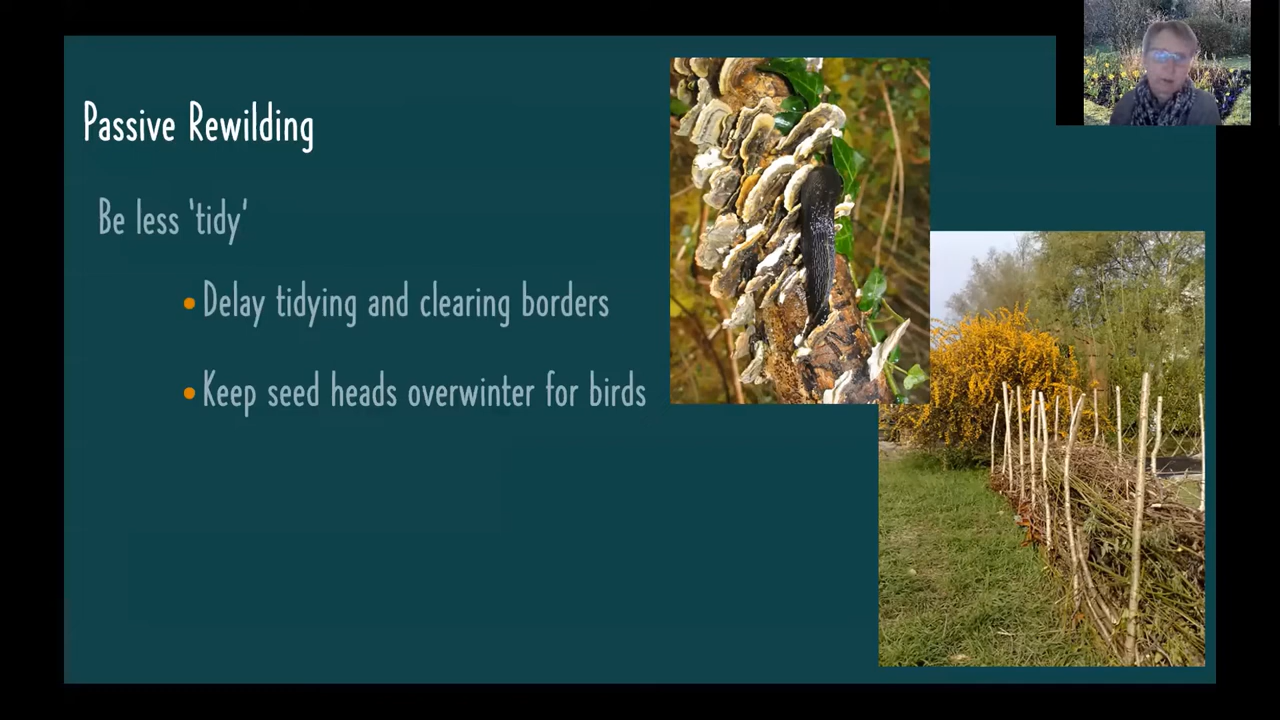 Passive Rewilding
Be less ‘tidy’
• Delay tidying and clearing borders
• Keep seed heads overwinter for birds